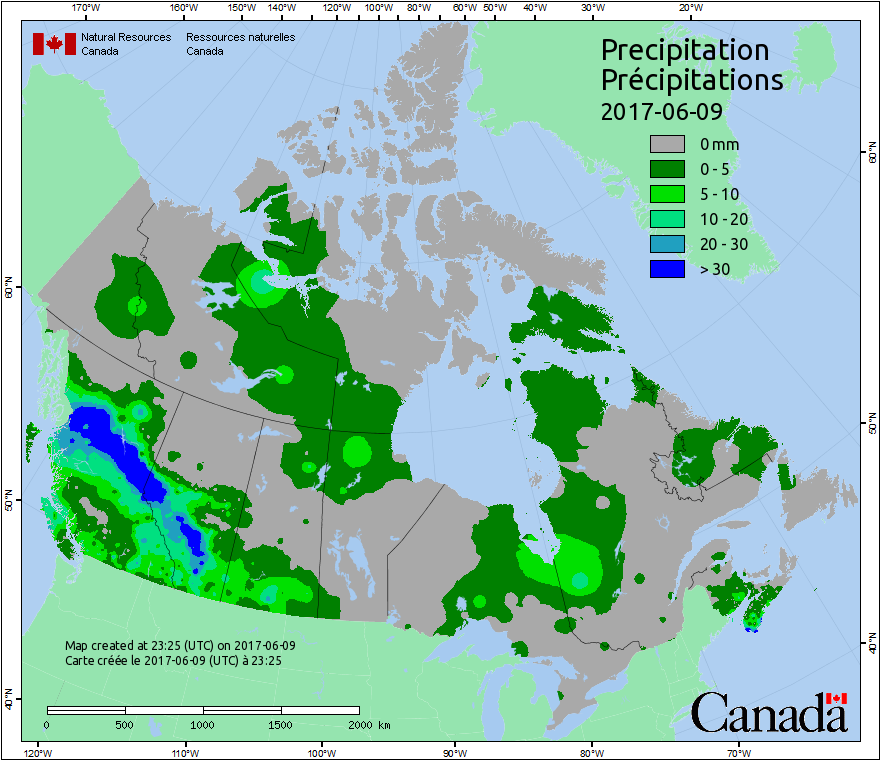 170°W 160°W 150°W 140°W 120°W 100°W 80°W 60°W 50°W 40°W 30°W 20°W
Natural Resources Ressources naturelles
Canada Canada
Precipitation
Précipitations
2017-06-09
0 mm
0 - 5
5 - 10
10 - 20
20 - 30
> 30
60°N
60°N
50°N
50°N
40°N
40°N
Map created at 23:25 (UTC) on 2017-06-09
Carte créée le 2017-06-09 (UTC) à 23:25
0 500 1000 1500 2000 km
Canada
120°W 110°W 100°W 90°W 80°W 70°W